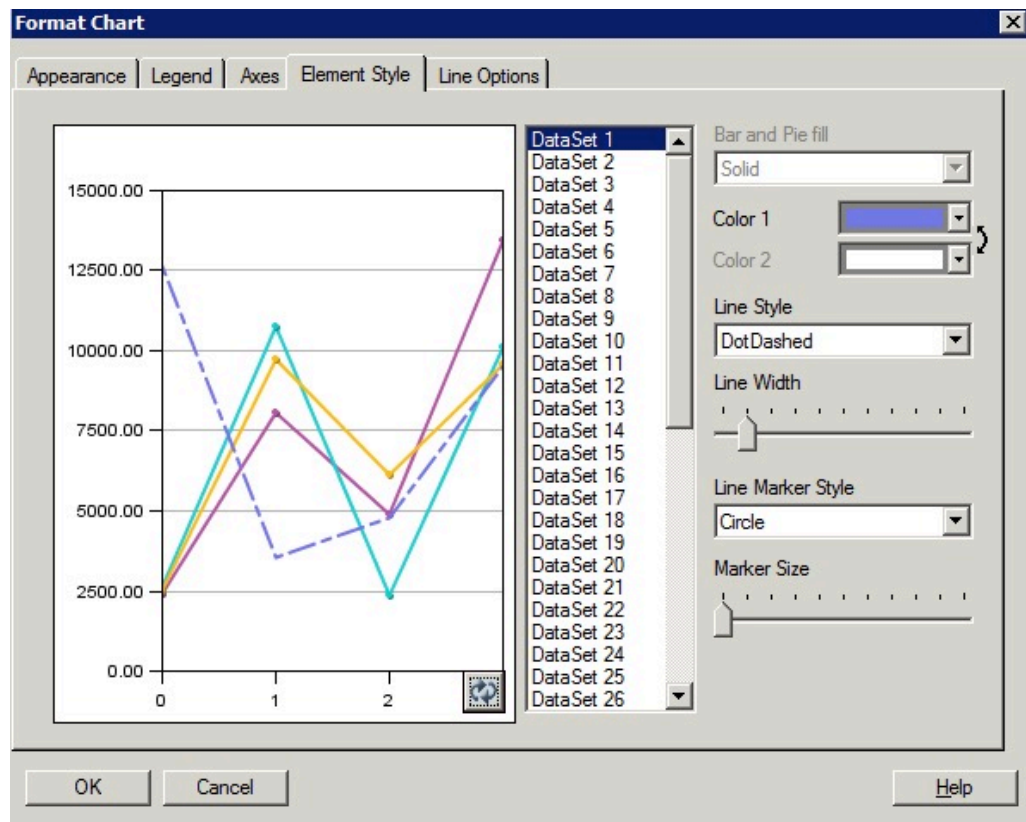 Format Chart
Appearance
Legend
Axes
Element Style
Line Options
15000.00
12500.00
10000.00
7500.00
5000.00
2500.00
0.00
0
1
2
DataSet 1
DataSet 2
DataSet 3
DataSet 4
DataSet 5
DataSet 6
DataSet 7
DataSet 8
DataSet 9
DataSet 10
DataSet 11
DataSet 12
DataSet 13
DataSet 14
DataSet 15
DataSet 16
DataSet 17
DataSet 18
DataSet 19
DataSet 20
DataSet 21
DataSet 22
DataSet 23
DataSet 24
DataSet 25
DataSet 26
Bar and Pie fill
Solid
Color 1
Color 2
Line Style
DotDashed
Line Width
Line Marker Style
Circle
Marker Size
OK
Cancel
Help